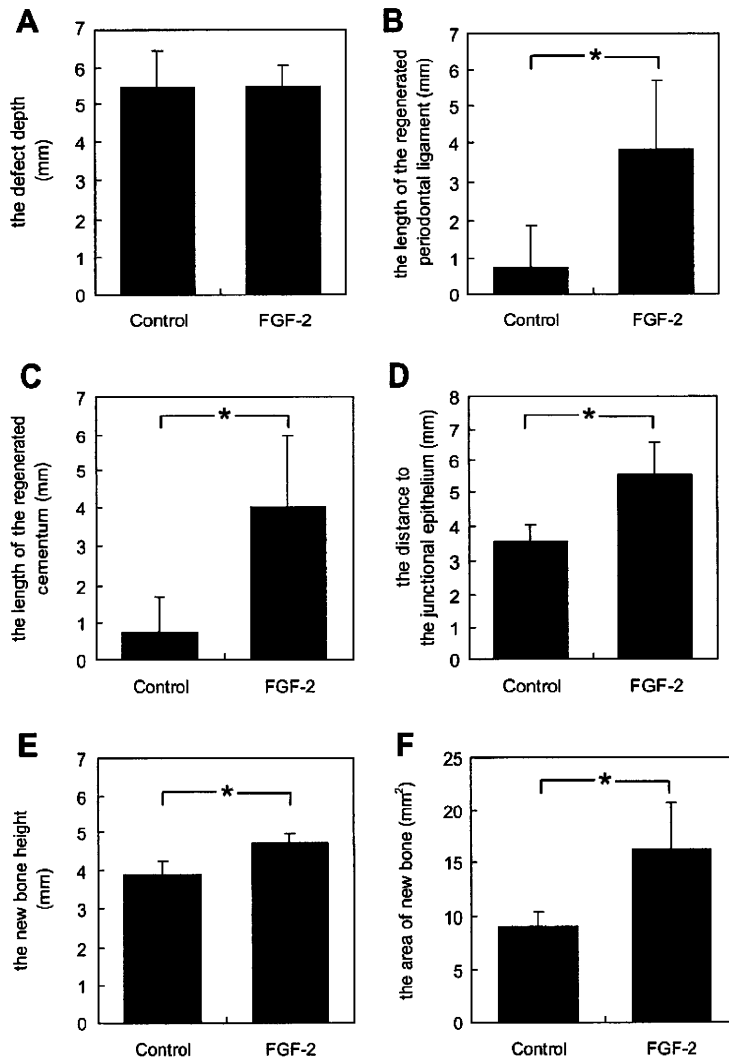 A
the defect depth
(mm)
7
6
5
4
3
2
1
0
Control FGF-2
B
the length of the regenerated
periodontal ligament (mm)
7
6
5
4
3
2
1
0
*
Control FGF-2
C
the length of the regenerated
cementum (mm)
7
6
5
4
3
2
1
0
*
Control FGF-2
D
the distance to
the junctional epithelium (mm)
8
7
6
5
4
3
2
1
0
*
Control FGF-2
E
the new bone height
(mm)
7
6
5
4
3
2
1
0
*
Control FGF-2
F
the area of new bone (mm²)
25
20
15
10
5
0
*
Control FGF-2